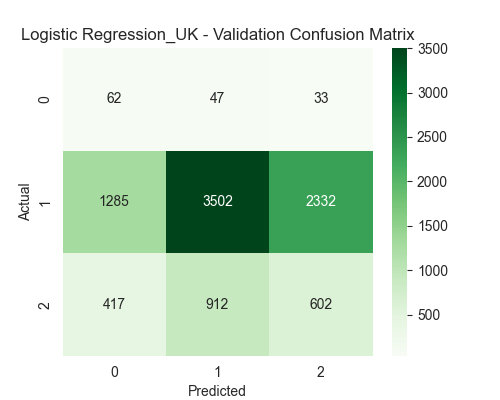 Logistic Regression_UK - Validation Confusion Matrix
3500
3000
2500
2000
1500
1000
500
Actual
0
1
2
62 47 33
1285 3502 2332
417 912 602
0 1 2
Predicted